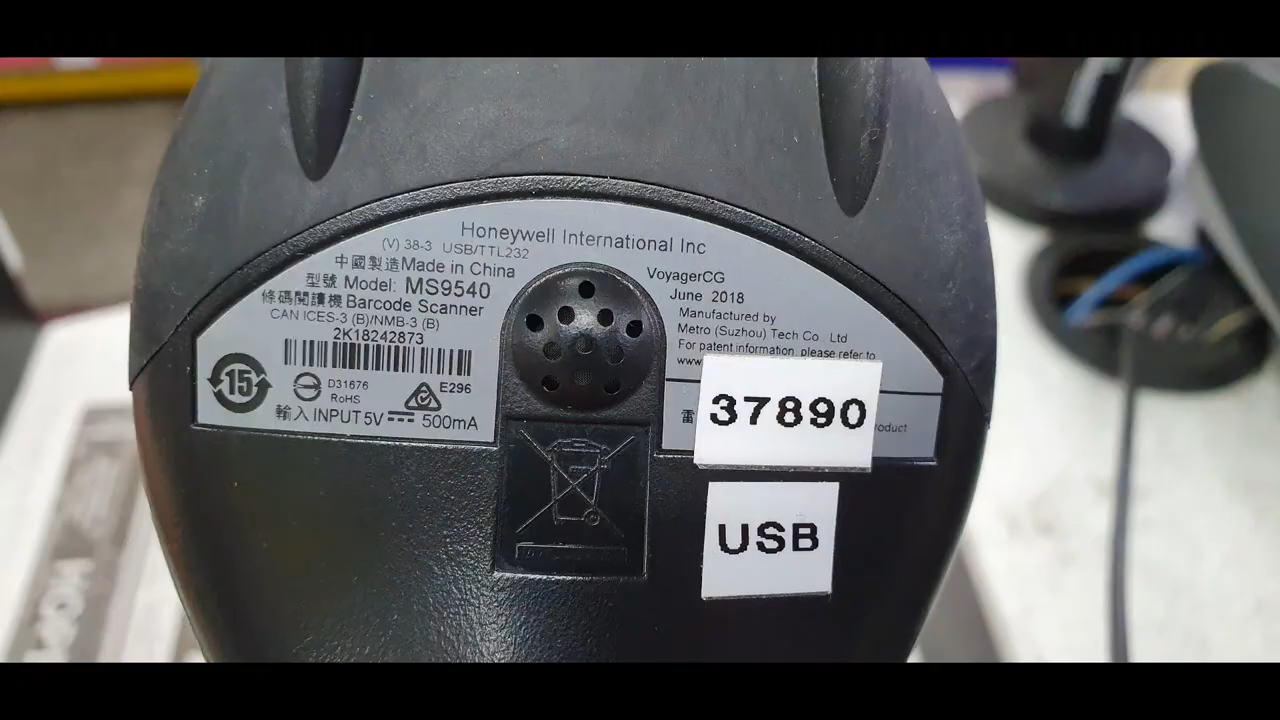 Honeywell International Inc
(V) 38-3 USB/TTL232
中國製造Made in China
型號 Model: MS9540
條碼閱讀機 Barcode Scanner
CAN ICES-3 (B)/NMB-3 (B)
2K18242873
15
D31676
RoHS
E296
輸入 INPUT 5V 500mA
VoyagerCG
June 2018
Manufactured by
Metro (Suzhou) Tech Co Ltd
For patent information, please refer to
www.
雷
roduct
37890
USB